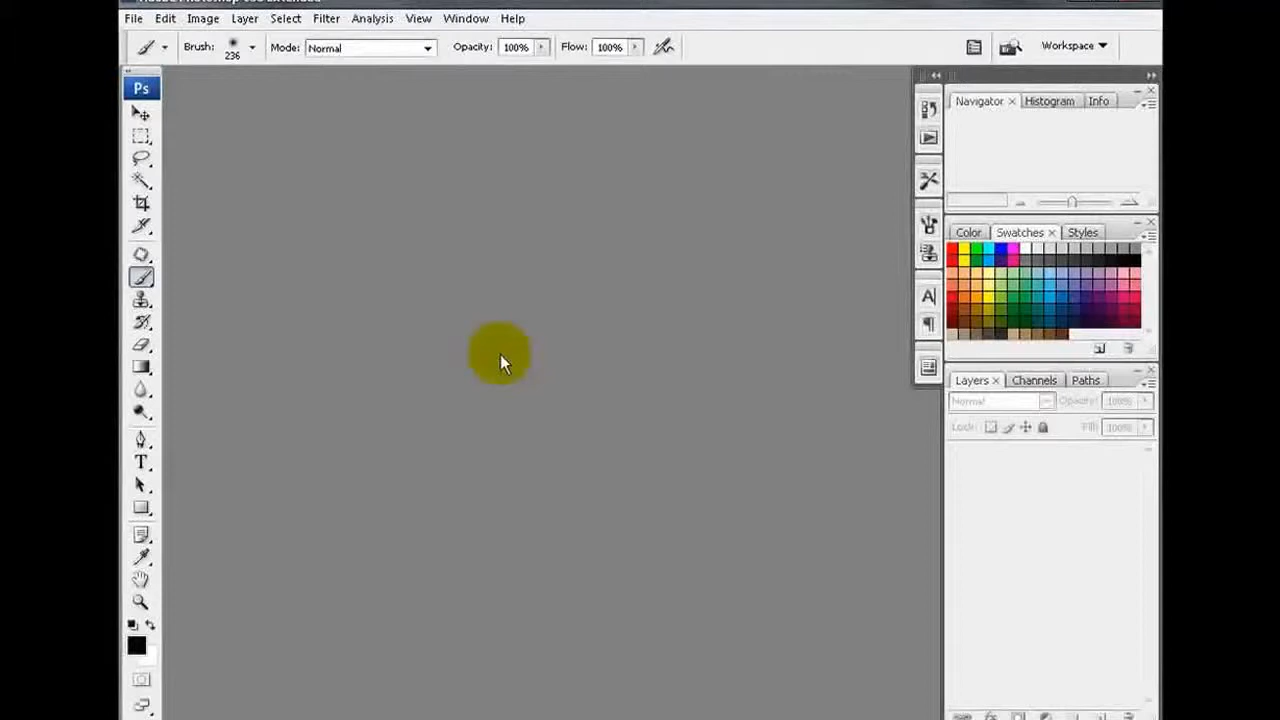 File Edit Image Layer Select Filter Analysis View Window Help
Brush: 236 Mode: Normal Opacity: 100% Flow: 100% Workspace
Ps
Navigator Histogram Info
Color Swatches Styles
A
T
Layers Channels Paths
Normal Opacity: 100%
Lock: Fill: 100%